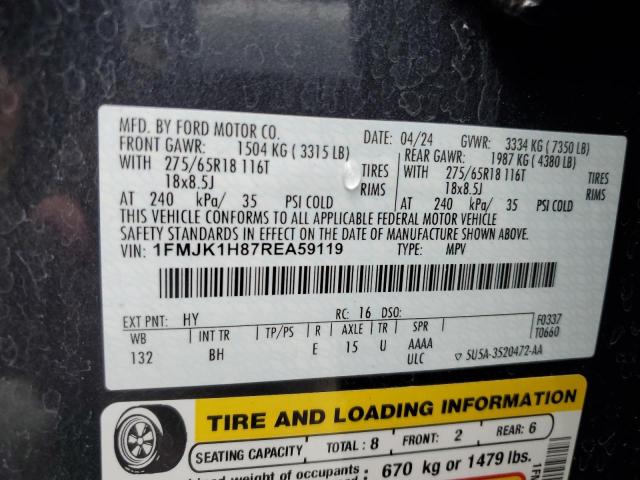 MFD. BY FORD MOTOR CO.
DATE: 04/24 GVWR: 3334 KG ( 7350 LB)
FRONT GAWR: 1504 KG ( 3315 LB)
REAR GAWR: 1987 KG ( 4380 LB)
WITH 275/65R18 116T TIRES
18x8.5J RIMS
WITH 275/65R18 116T TIRES
18x8.5J RIMS
AT 240 kPa/ 35 PSI COLD
AT 240 kPa/ 35 PSI COLD
THIS VEHICLE CONFORMS TO ALL APPLICABLE FEDERAL MOTOR VEHICLE
SAFETY STANDARDS IN EFFECT ON THE DATE OF MANUFACTURE SHOWN ABOVE.
VIN: 1FMJK1H87REA59119 TYPE: MPV
EXT PNT: HY RC: 16 DSO: F0337
WB INT TR TP/PS R AXLE TR SPR T0660
132 BH E 15 U AAAA
ULC ▽ SU5A-3520472-AA
TIRE AND LOADING INFORMATION
SEATING CAPACITY TOTAL: 8 FRONT: 2 REAR: 6
weight of occupants 670 kg or 1479 lbs.